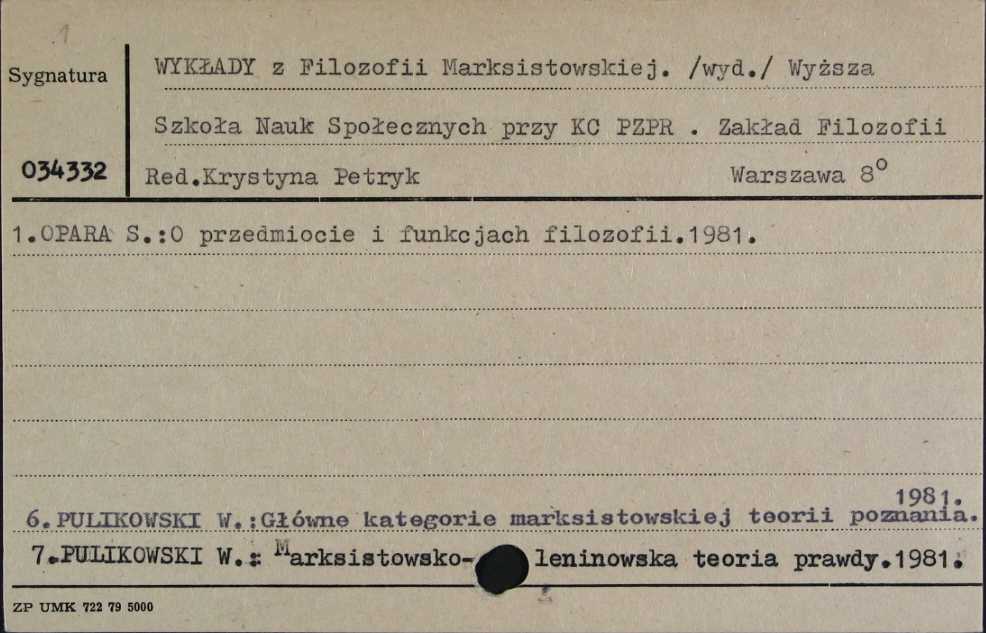 1
WYKŁADY z Filozofii Marksistowskiej. /wyd./ Wyższa
Sygnatura
Szkoła Nauk Społecznych przy KC PZPR . Zakład Filozofii
034332
Red.Krystyna Petryk Warszawa 8°
1.OPARA S.:O przedmiocie i funkcjach filozofii.1981.
1981.
6.PULIKOWSKI W.:Główne kategorie marksistowskiej teorii poznania.
7.PULIKOWSKI W.: Marksistowsko- leninowska teoria prawdy.1981.
ZP UMK 722 79 5000